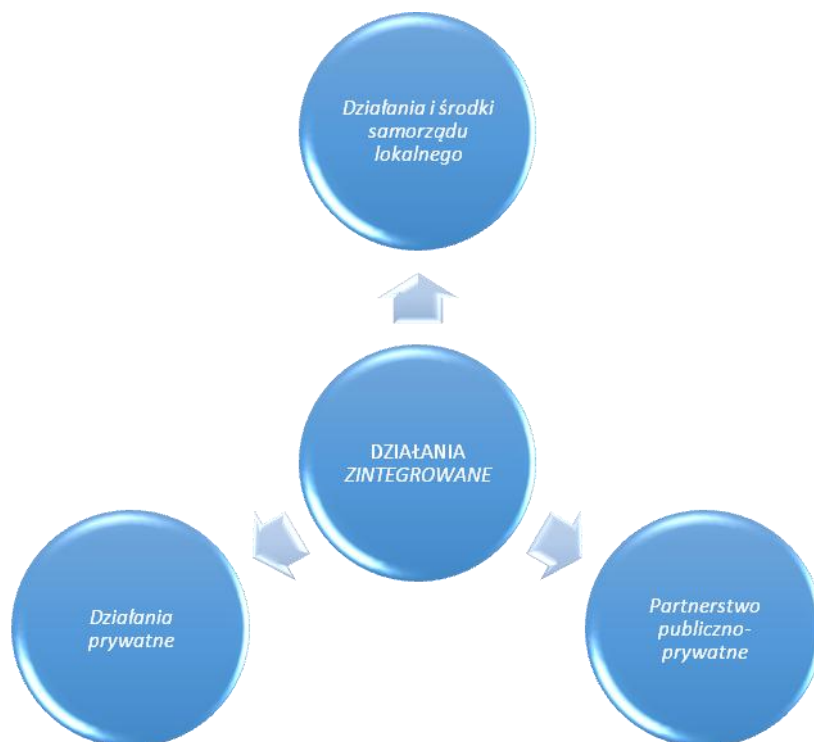 Działania i środki
samorządu
lokalnego
DZIAŁANIA
ZINTEGROWANE
Działania
prywatne
Partnerstwo
publiczno-
prywatne